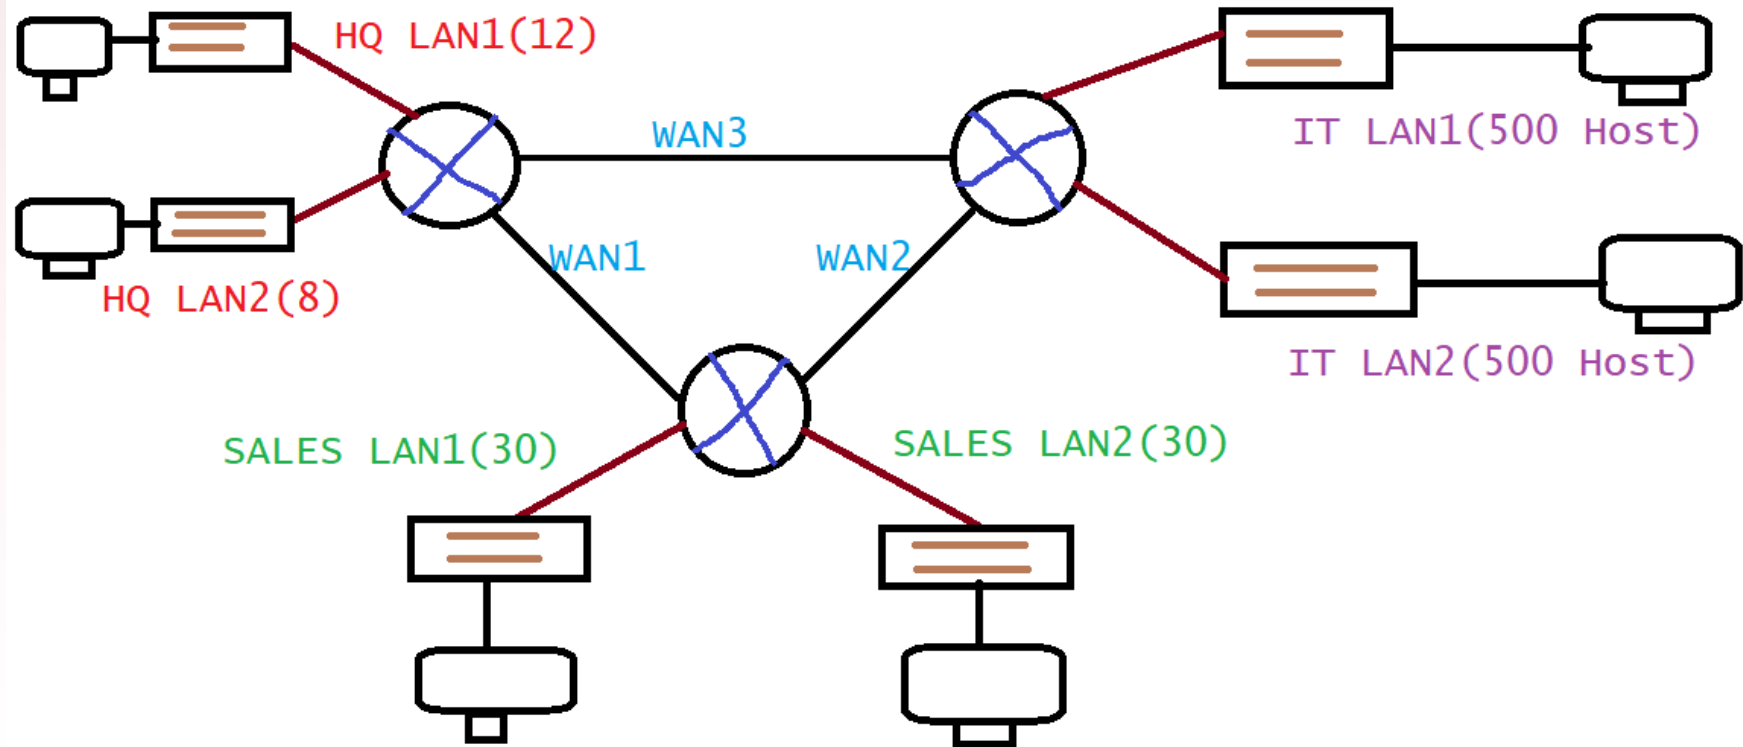 HQ LAN1(12)
WAN3
IT LAN1(500 Host)
HQ LAN2(8)
WAN1
WAN2
IT LAN2(500 Host)
SALES LAN1(30)
SALES LAN2(30)